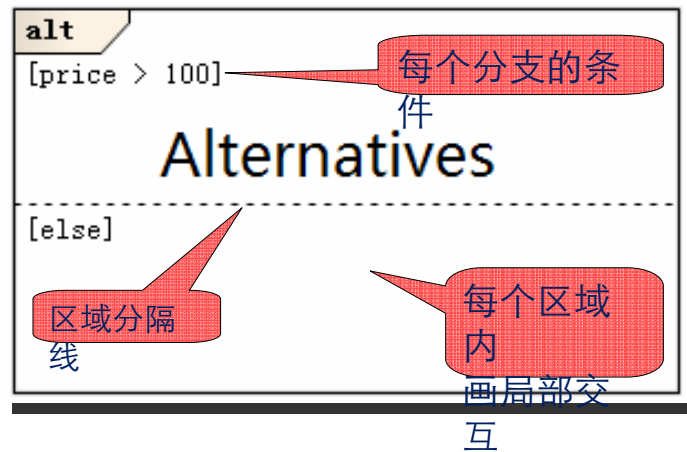 alt
[price > 100]
每个分支的条
件
Alternatives
[else]
区域分隔
线
每个区域
内
画局部交
互